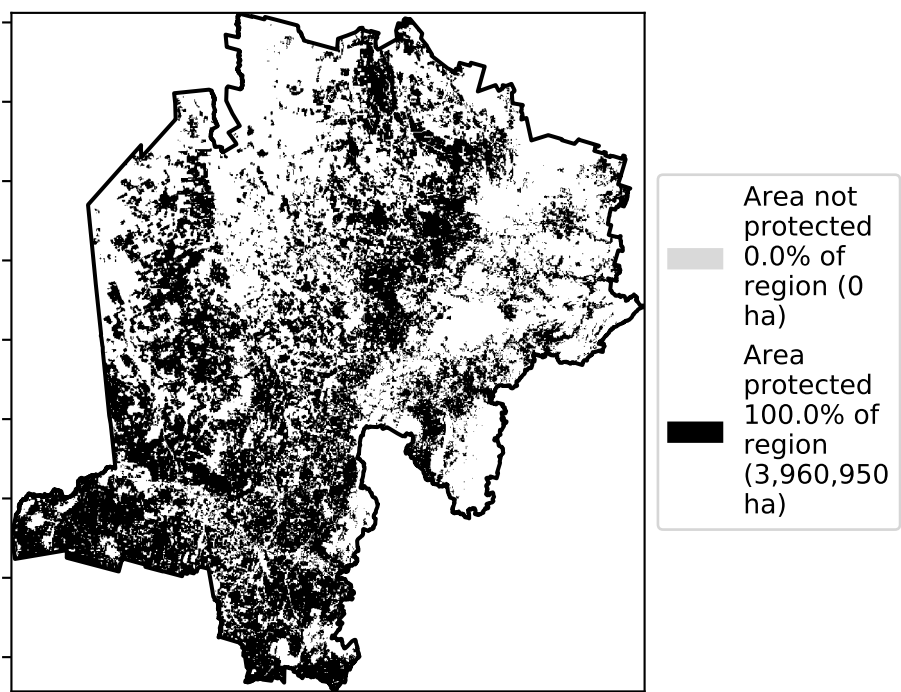 Area not
protected
0.0% of
region (0
ha)
Area
protected
100.0% of
region
(3,960,950
ha)